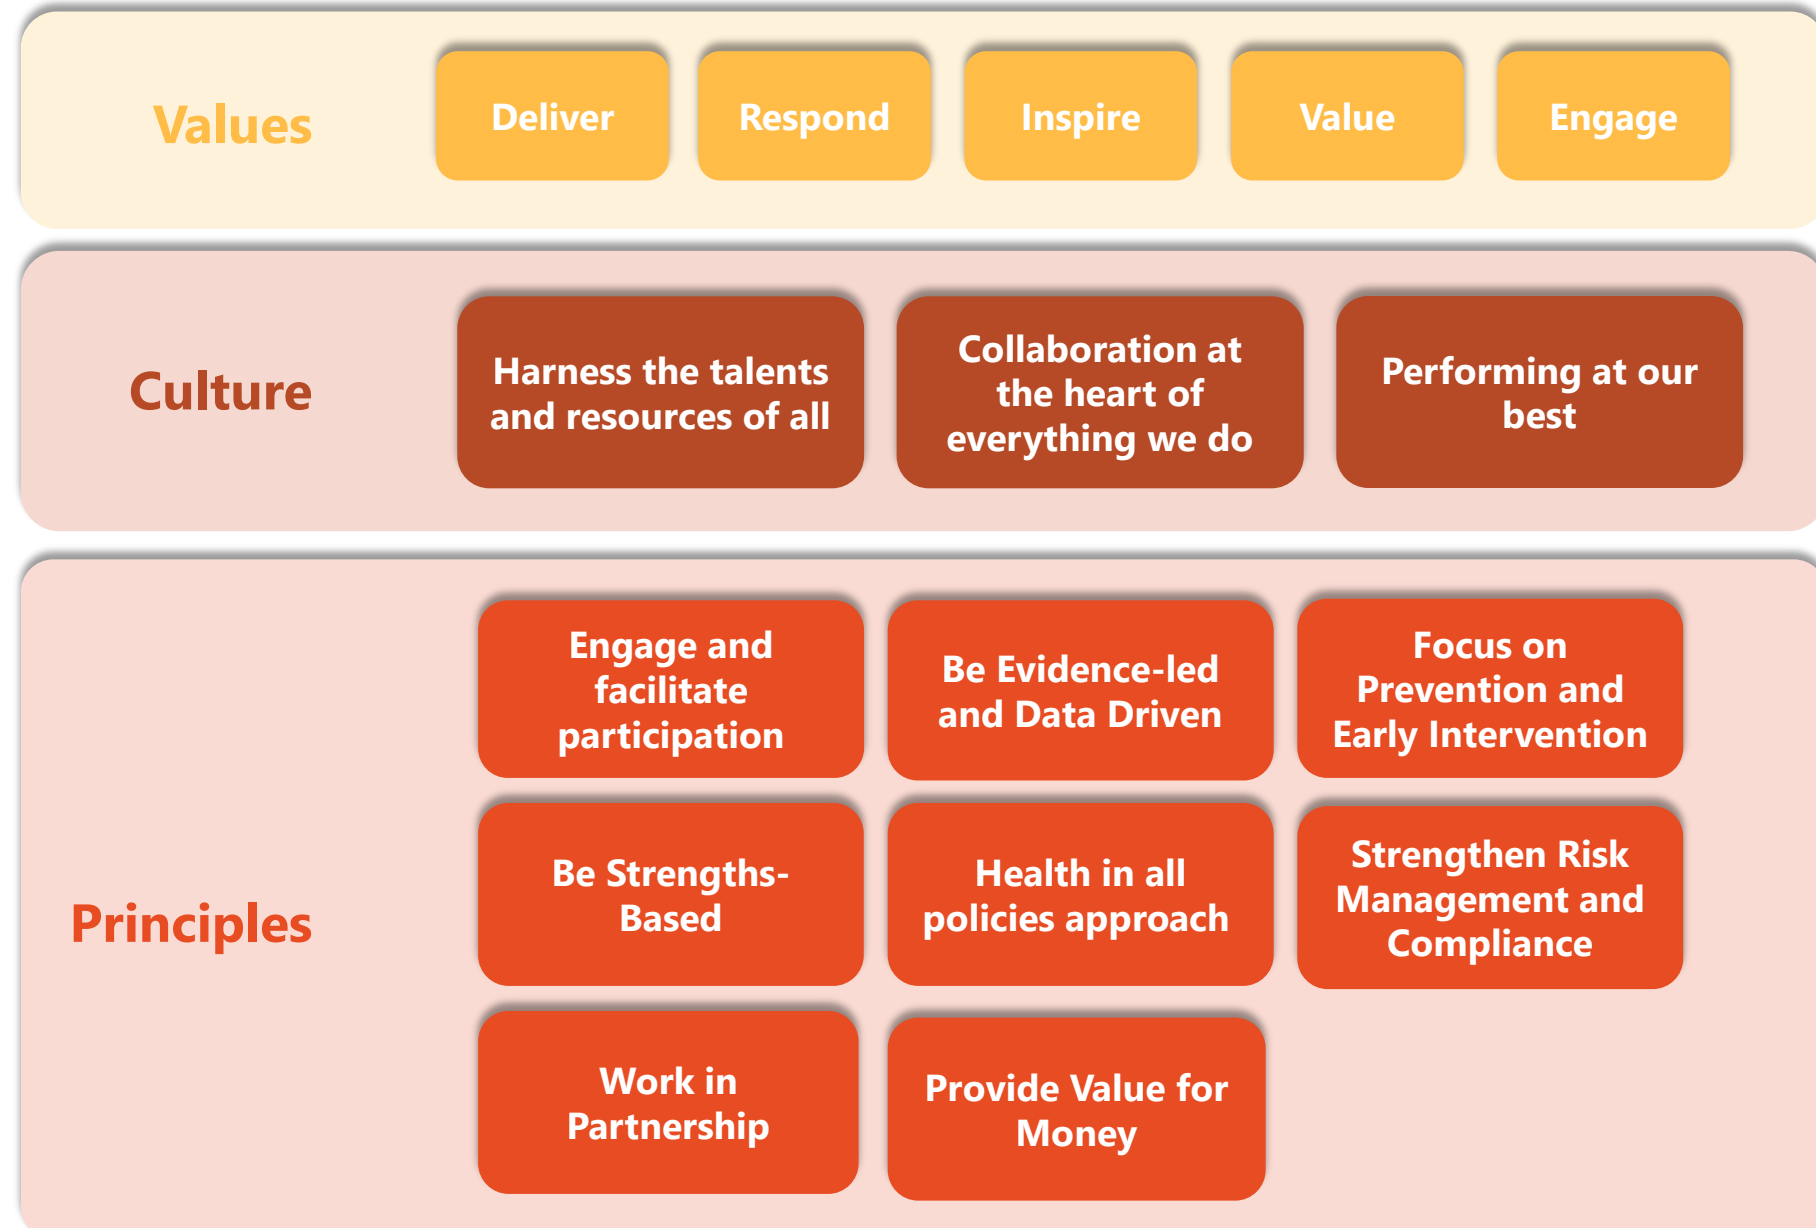 Values
Deliver
Respond
Inspire
Value
Engage
Culture
Harness the talents
and resources of all
Collaboration at
the heart of
everything we do
Performing at our
best
Principles
Engage and
facilitate
participation
Be Evidence-led
and Data Driven
Focus on
Prevention and
Early Intervention
Be Strengths-
Based
Health in all
policies approach
Strengthen Risk
Management and
Compliance
Work in
Partnership
Provide Value for
Money